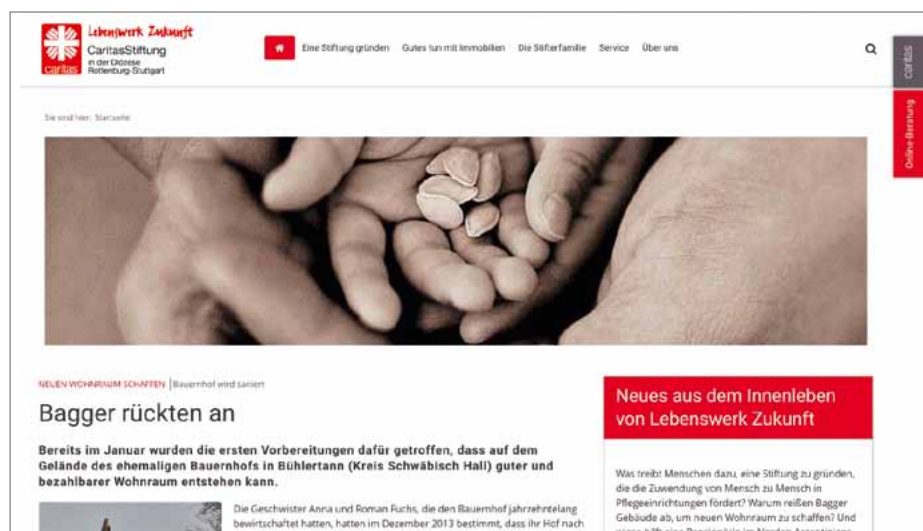 Lebenswerk Zukunft
CaritasStiftung
in der Diözese
Rottenburg-Stuttgart
caritas
Eine Stiftung gründen Gutes tun mit Immobilien Die Stifterfamilie Service Über uns
caritas
Online-Beratung
Sie sind hier: Startseite
NEUEN WOHNRAUM SCHAFFEN | Bauernhof wird saniert
Bagger rückten an
Bereits im Januar wurden die ersten Vorbereitungen dafür getroffen, dass auf dem
Gelände des ehemaligen Bauernhofs in Bühlertann (Kreis Schwäbisch Hall) guter und
bezahlbarer Wohnraum entstehen kann.
Die Geschwister Anna und Roman Fuchs, die den Bauernhof jahrzehntelang
bewirtschaftet hatten, hatten im Dezember 2013 bestimmt, dass ihr Hof nach
Neues aus dem Innenleben
von Lebenswerk Zukunft
Was treibt Menschen dazu, eine Stiftung zu gründen,
die die Zuwendung von Mensch zu Mensch in
Pflegeeinrichtungen fördert? Warum reißen Bagger
Gebäude ab, um neuen Wohnraum zu schaffen? Und